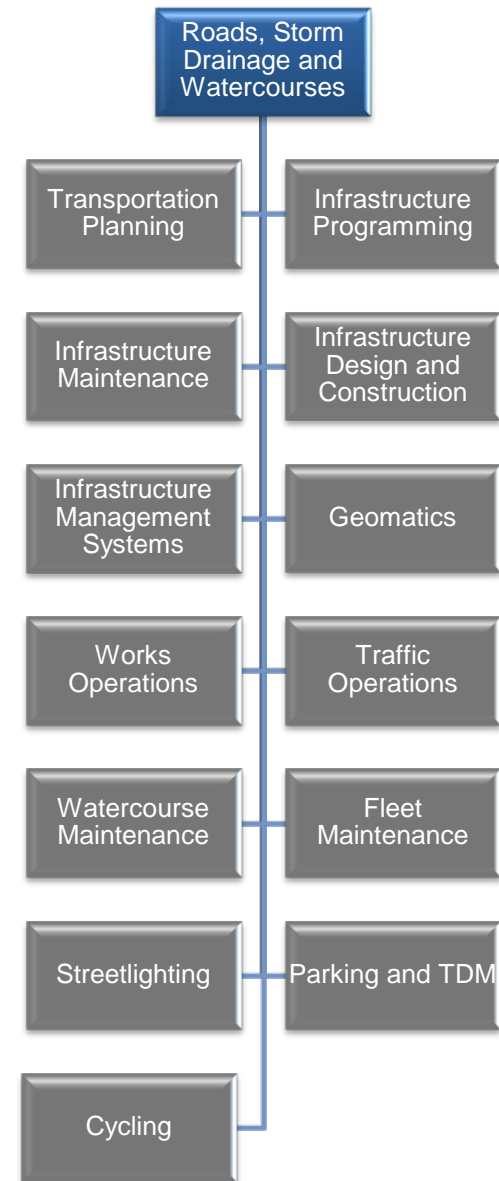 Roads, Storm
Drainage and
Watercourses
Transportation
Planning
Infrastructure
Programming
Infrastructure
Maintenance
Infrastructure
Design and
Construction
Infrastructure
Management
Systems
Geomatics
Works
Operations
Traffic
Operations
Watercourse
Maintenance
Fleet
Maintenance
Streetlighting
Parking and TDM
Cycling